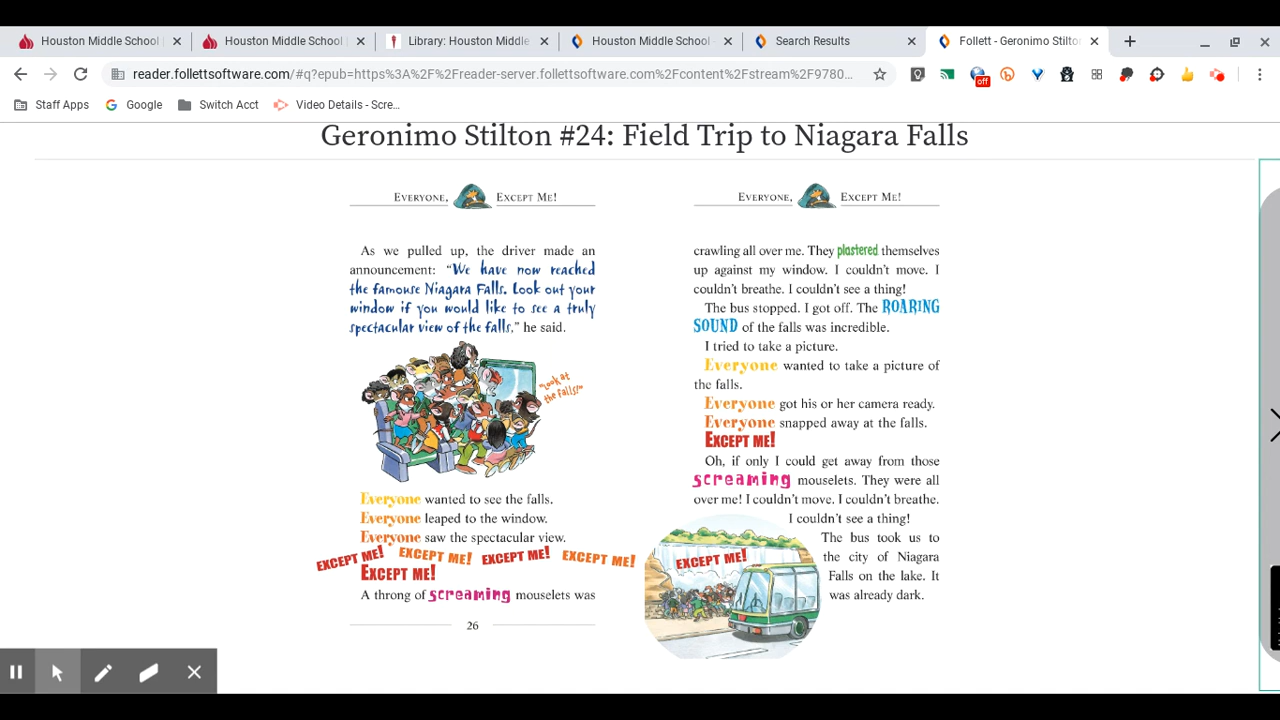 Houston Middle School
Houston Middle School
Library: Houston Middle
Houston Middle School
Search Results
Follett - Geronimo Stilton
reader.follettsoftware.com/#q?epub=https%3A%2F%2Freader-server.follettsoftware.com%2Fcontent%2Fstream%2F9780...
off
Staff Apps
Google
Switch Acct
Video Details - Scre...
Geronimo Stilton #24: Field Trip to Niagara Falls
EVERYONE, EXCEPT ME!
As we pulled up, the driver made an
announcement: “We have now reached
the famouse Niagara Falls. Look out your
window if you would like to see a truly
spectacular view of the falls,” he said.
"Look at
the falls!"
Everyone wanted to see the falls.
Everyone leaped to the window.
Everyone saw the spectacular view.
EXCEPT ME! EXCEPT ME! EXCEPT ME! EXCEPT ME!
EXCEPT ME!
A throng of screaming mouselets was
26
EVERYONE, EXCEPT ME!
crawling all over me. They plastered themselves
up against my window. I couldn’t move. I
couldn’t breathe. I couldn’t see a thing!
The bus stopped. I got off. The ROARING
SOUND of the falls was incredible.
I tried to take a picture.
Everyone wanted to take a picture of
the falls.
Everyone got his or her camera ready.
Everyone snapped away at the falls.
EXCEPT ME!
Oh, if only I could get away from those
screaming mouselets. They were all
over me! I couldn’t move. I couldn’t breathe.
I couldn’t see a thing!
The bus took us to
the city of Niagara
Falls on the lake. It
was already dark.
EXCEPT ME!